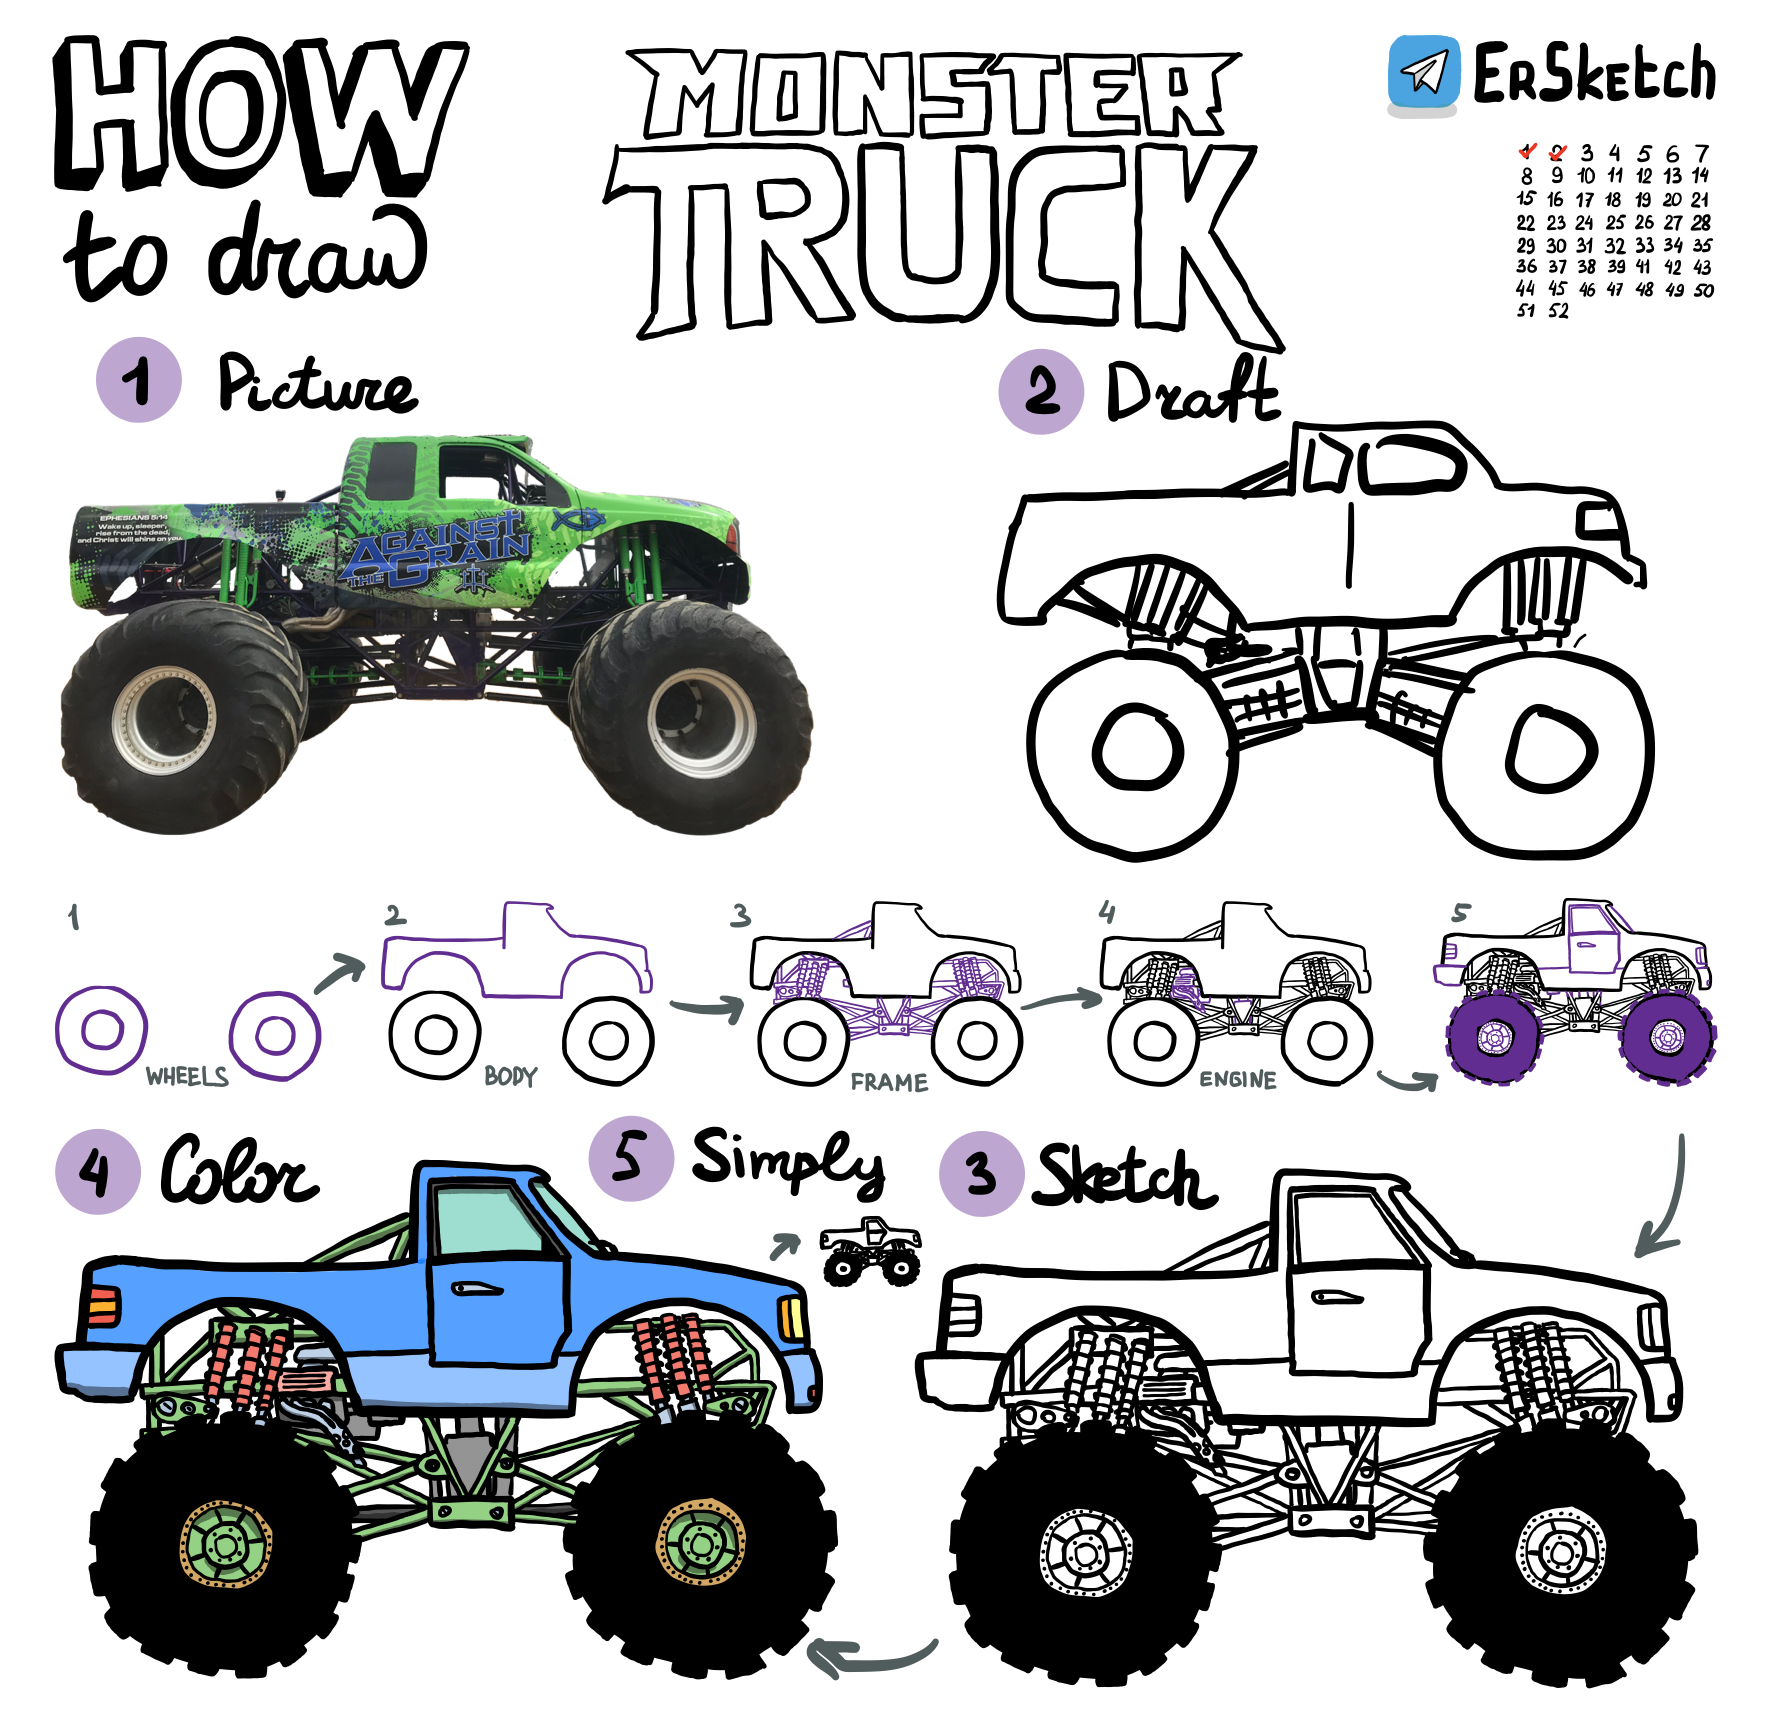 HOW
to draw
MONSTER
TRUCK
ErSketch
1 2 3 4 5 6 7
8 9 10 11 12 13 14
15 16 17 18 19 20 21
22 23 24 25 26 27 28
29 30 31 32 33 34 35
36 37 38 39 41 42 43
44 45 46 47 48 49 50
51 52
1 Picture
2 Draft
EPHESIANS 5:14
Wake up, sleeper,
rise from the dead,
and Christ will shine on you.
AGAINST
THE GRAIN
1
WHEELS
2
BODY
3
FRAME
4
ENGINE
5
4 Color
5 Simply
3 Sketch